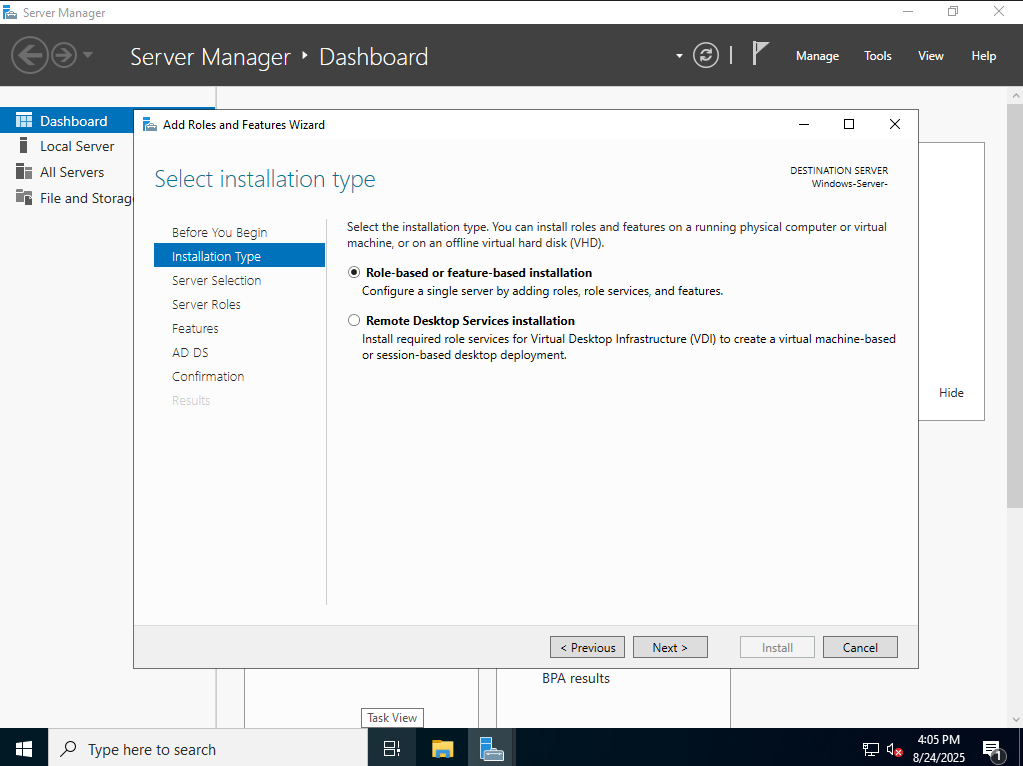 Server Manager
Server Manager ‣ Dashboard
Manage
Tools
View
Help
Dashboard
Local Server
All Servers
File and Storag
Add Roles and Features Wizard
Select installation type
DESTINATION SERVER
Windows-Server-
Before You Begin
Installation Type
Server Selection
Server Roles
Features
AD DS
Confirmation
Results
Select the installation type. You can install roles and features on a running physical computer or virtual
machine, or on an offline virtual hard disk (VHD).
Role-based or feature-based installation
Configure a single server by adding roles, role services, and features.
Remote Desktop Services installation
Install required role services for Virtual Desktop Infrastructure (VDI) to create a virtual machine-based
or session-based desktop deployment.
Hide
< Previous
Next >
Install
Cancel
BPA results
Task View
Type here to search
4:05 PM
8/24/2025
1